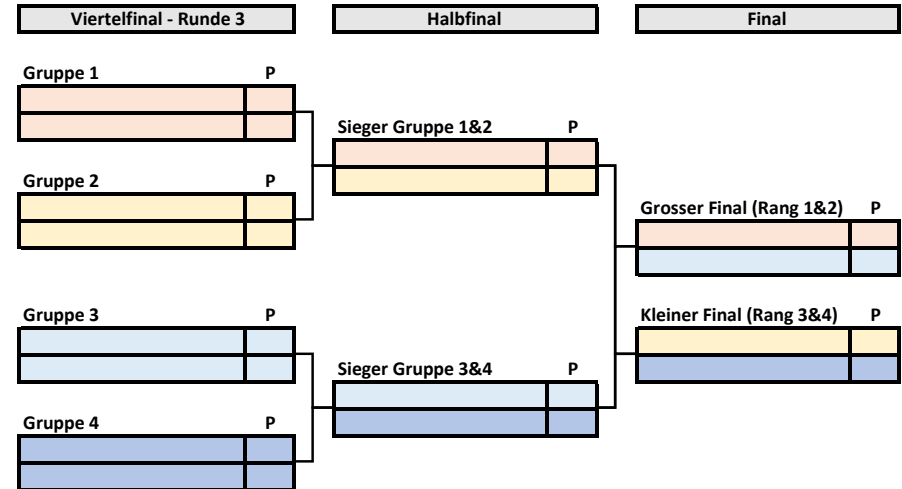 Viertelfinal - Runde 3
Halbfinal
Final
Gruppe 1 P
Sieger Gruppe 1&2 P
Gruppe 2 P
Grosser Final (Rang 1&2) P
Gruppe 3 P
Kleiner Final (Rang 3&4) P
Sieger Gruppe 3&4 P
Gruppe 4 P